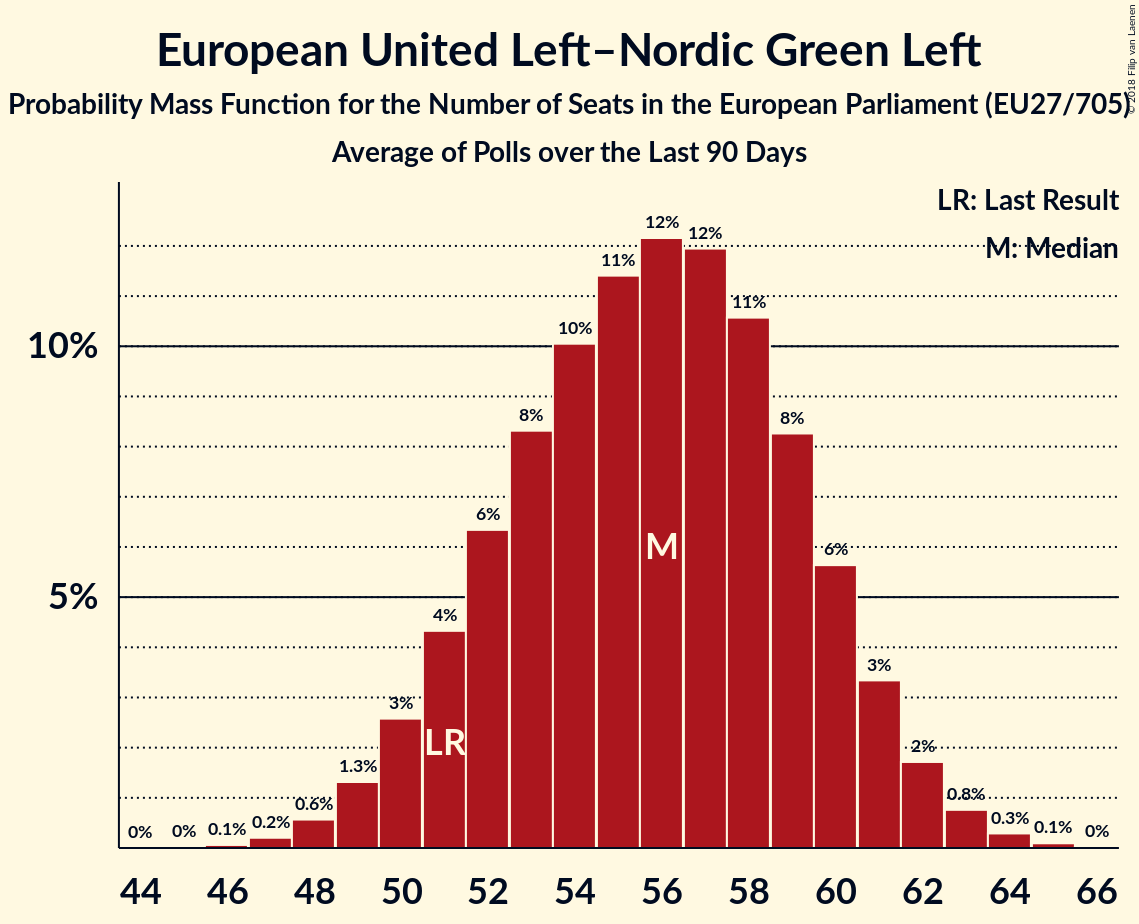 European United Left–Nordic Green Left
Probability Mass Function for the Number of Seats in the European Parliament (EU27/705)
Average of Polls over the Last 90 Days
© 2018 Filip van Laenen
LR: Last Result
M: Median
12%
12%
11%
11%
10%
10%
8%
8%
6%
M
6%
5%
4%
3%
3%
LR
2%
1.3%
0.8%
0.6%
0.3%
0.2%
0.1%
0.1%
0%
0%
0%
44 46 48 50 52 54 56 58 60 62 64 66